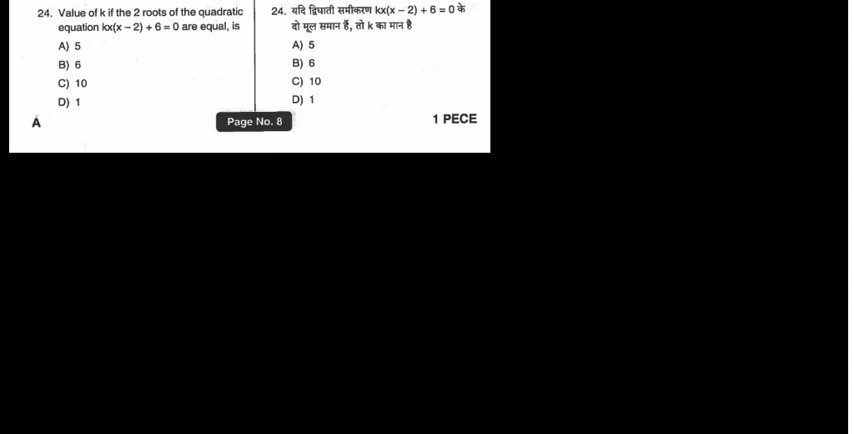 24. Value of k if the 2 roots of the quadratic
equation kx(x – 2) + 6 = 0 are equal, is
A) 5
B) 6
C) 10
D) 1
24. यदि द्विघाती समीकरण kx(x – 2) + 6 = 0 के
दो मूल समान हैं, तो k का मान है
A) 5
B) 6
C) 10
D) 1
A
Page No. 8
1 PECE